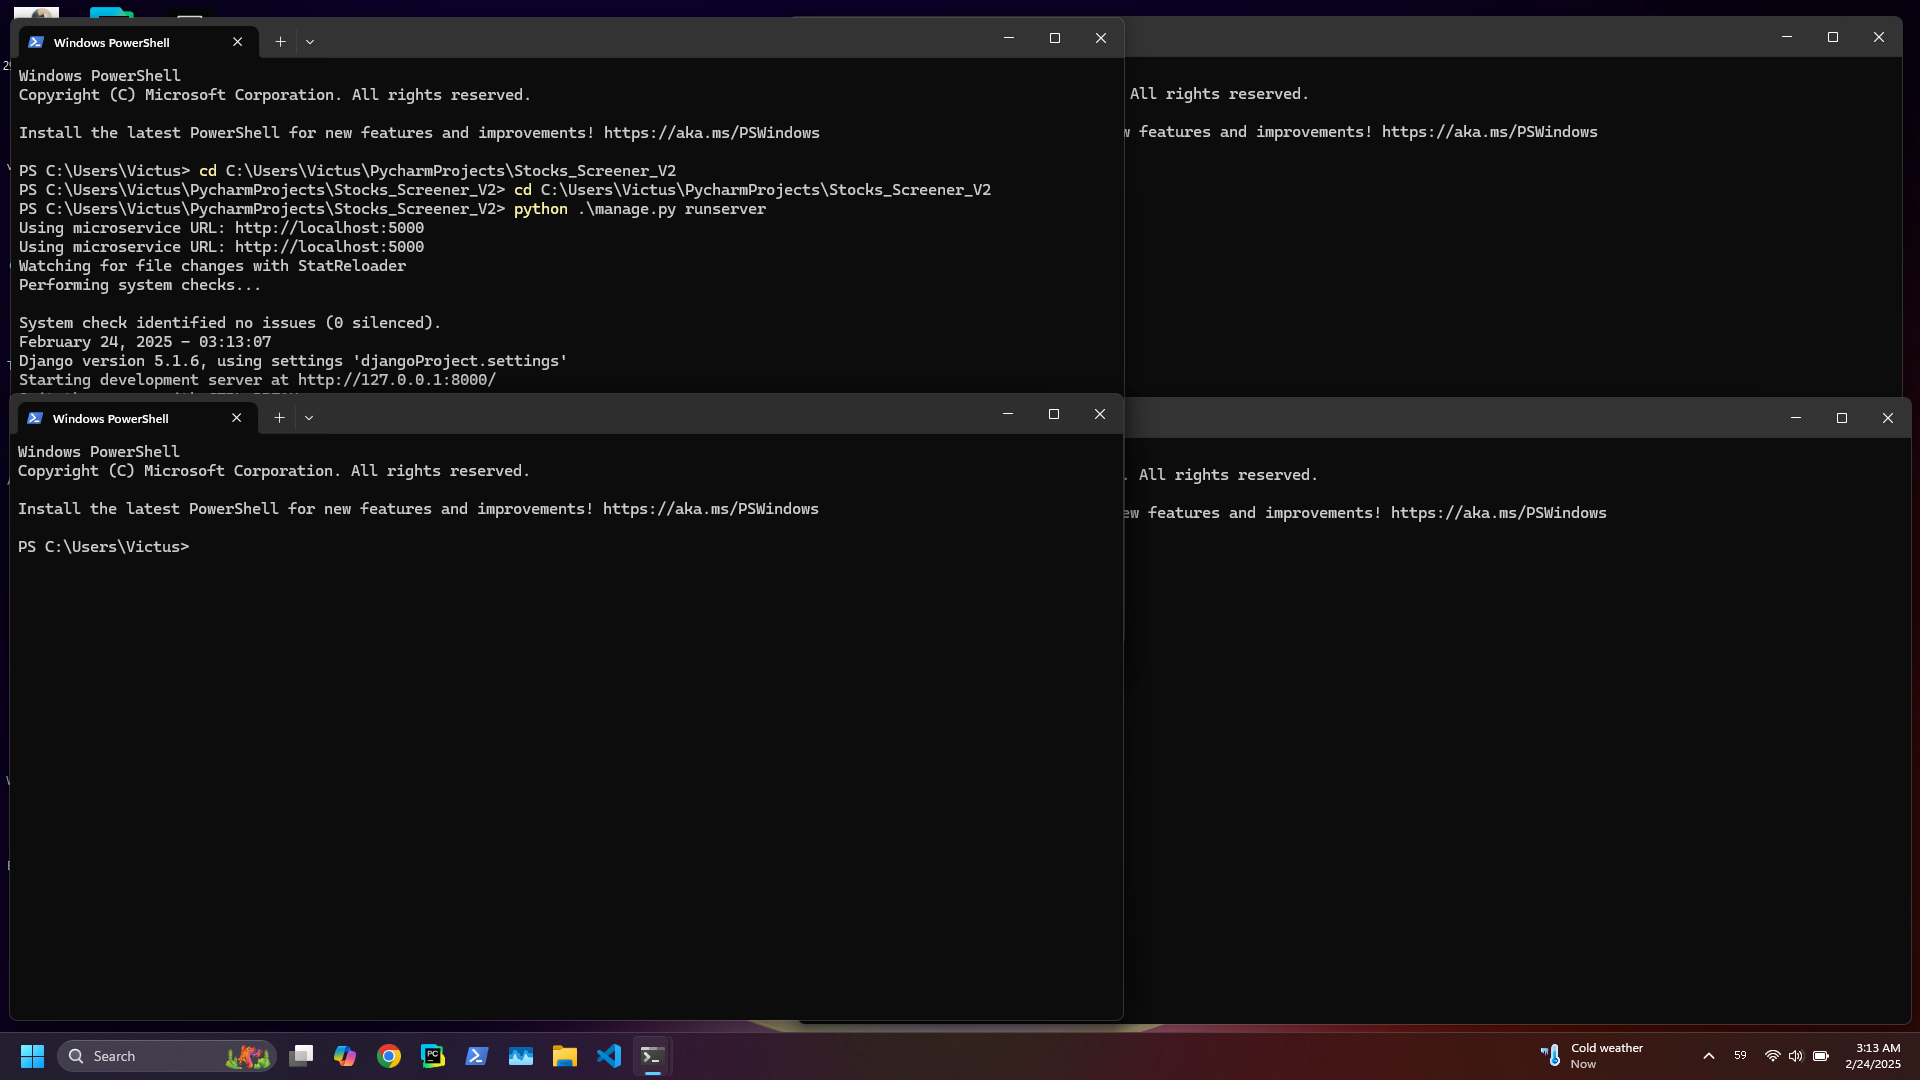 Windows PowerShell
Windows PowerShell
Copyright (C) Microsoft Corporation. All rights reserved.
Install the latest PowerShell for new features and improvements! https://aka.ms/PSWindows
PS C:\Users\Victus> cd C:\Users\Victus\PycharmProjects\Stocks_Screener_V2
PS C:\Users\Victus\PycharmProjects\Stocks_Screener_V2> cd C:\Users\Victus\PycharmProjects\Stocks_Screener_V2
PS C:\Users\Victus\PycharmProjects\Stocks_Screener_V2> python .\manage.py runserver
Using microservice URL: http://localhost:5000
Using microservice URL: http://localhost:5000
Watching for file changes with StatReloader
Performing system checks...
System check identified no issues (0 silenced).
February 24, 2025 - 03:13:07
Django version 5.1.6, using settings 'djangoProject.settings'
Starting development server at http://127.0.0.1:8000/
All rights reserved.
features and improvements! https://aka.ms/PSWindows
Windows PowerShell
Windows PowerShell
Copyright (C) Microsoft Corporation. All rights reserved.
Install the latest PowerShell for new features and improvements! https://aka.ms/PSWindows
PS C:\Users\Victus>
. All rights reserved.
features and improvements! https://aka.ms/PSWindows
Search
PC
Cold weather
Now
59
3:13 AM
2/24/2025